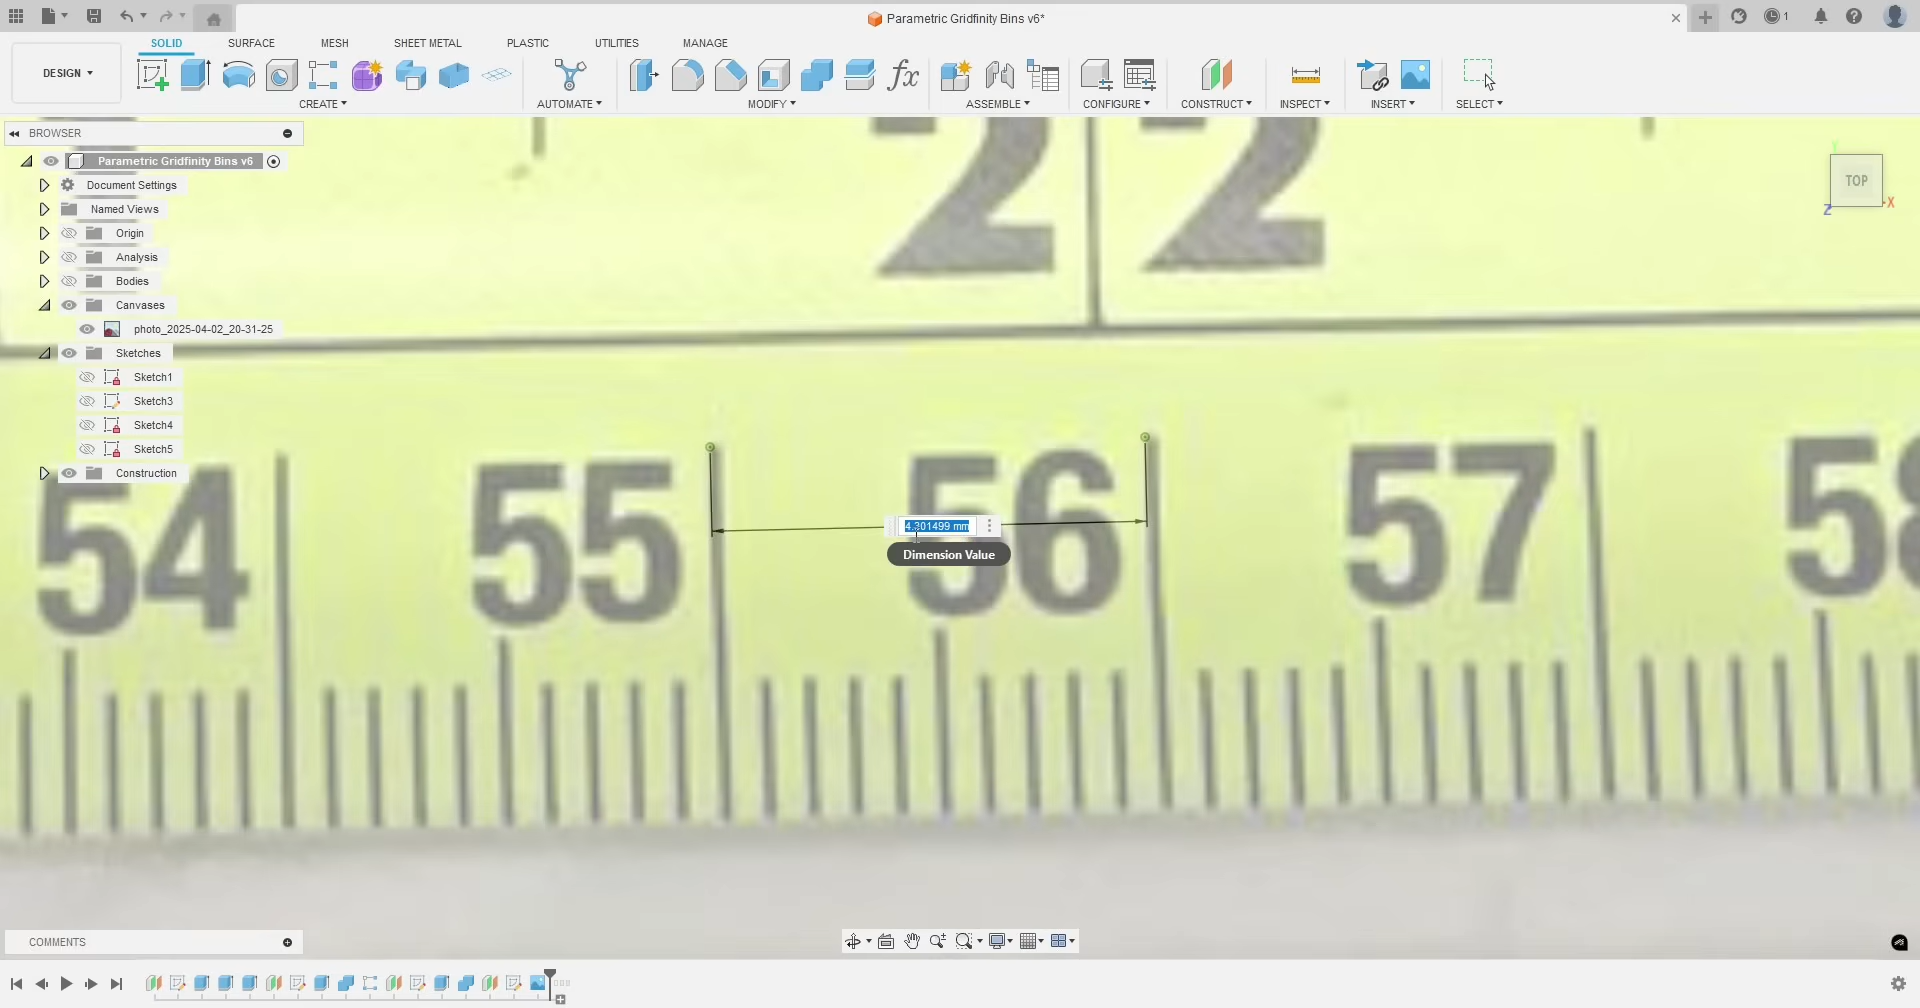 Parametric Gridfinity Bins v6*
1
DESIGN
SOLID
SURFACE
MESH
SHEET METAL
PLASTIC
UTILITIES
MANAGE
fx
CREATE
AUTOMATE
MODIFY
ASSEMBLE
CONFIGURE
CONSTRUCT
INSPECT
INSERT
SELECT
BROWSER
Parametric Gridfinity Bins v6
Document Settings
Named Views
Origin
Analysis
Bodies
Canvases
photo_2025-04-02_20-31-25
Sketches
Sketch1
Sketch3
Sketch4
Sketch5
Construction
Y
TOP
X
Z
2 2
54 55 56 57 58
4.301499 mm
Dimension Value
COMMENTS